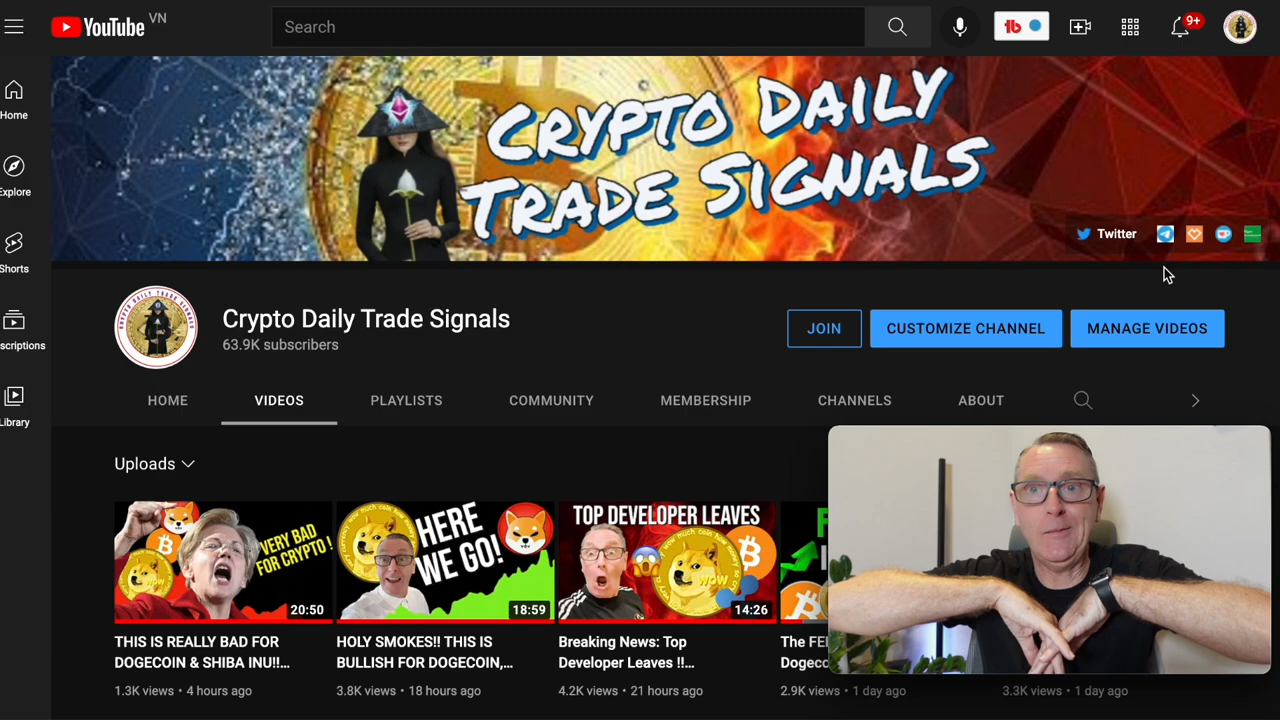 YouTube VN
Search
9+
Home
Explore
Shorts
scriptions
Library
CRYPTO DAILY
TRADE SIGNALS
Twitter
Crypto Daily Trade Signals
63.9K subscribers
JOIN
CUSTOMIZE CHANNEL
MANAGE VIDEOS
HOME
VIDEOS
PLAYLISTS
COMMUNITY
MEMBERSHIP
CHANNELS
ABOUT
Uploads
VERY BAD
FOR CRYPTO !
20:50
THIS IS REALLY BAD FOR
DOGECOIN & SHIBA INU!!...
1.3K views • 4 hours ago
HERE
WE GO!
18:59
HOLY SMOKES!! THIS IS
BULLISH FOR DOGECOIN,...
3.8K views • 18 hours ago
TOP DEVELOPER LEAVES
WOW
14:26
Breaking News: Top
Developer Leaves !!...
4.2K views • 21 hours ago
The FE
Dogeco
2.9K views • 1 day ago
3.3K views • 1 day ago